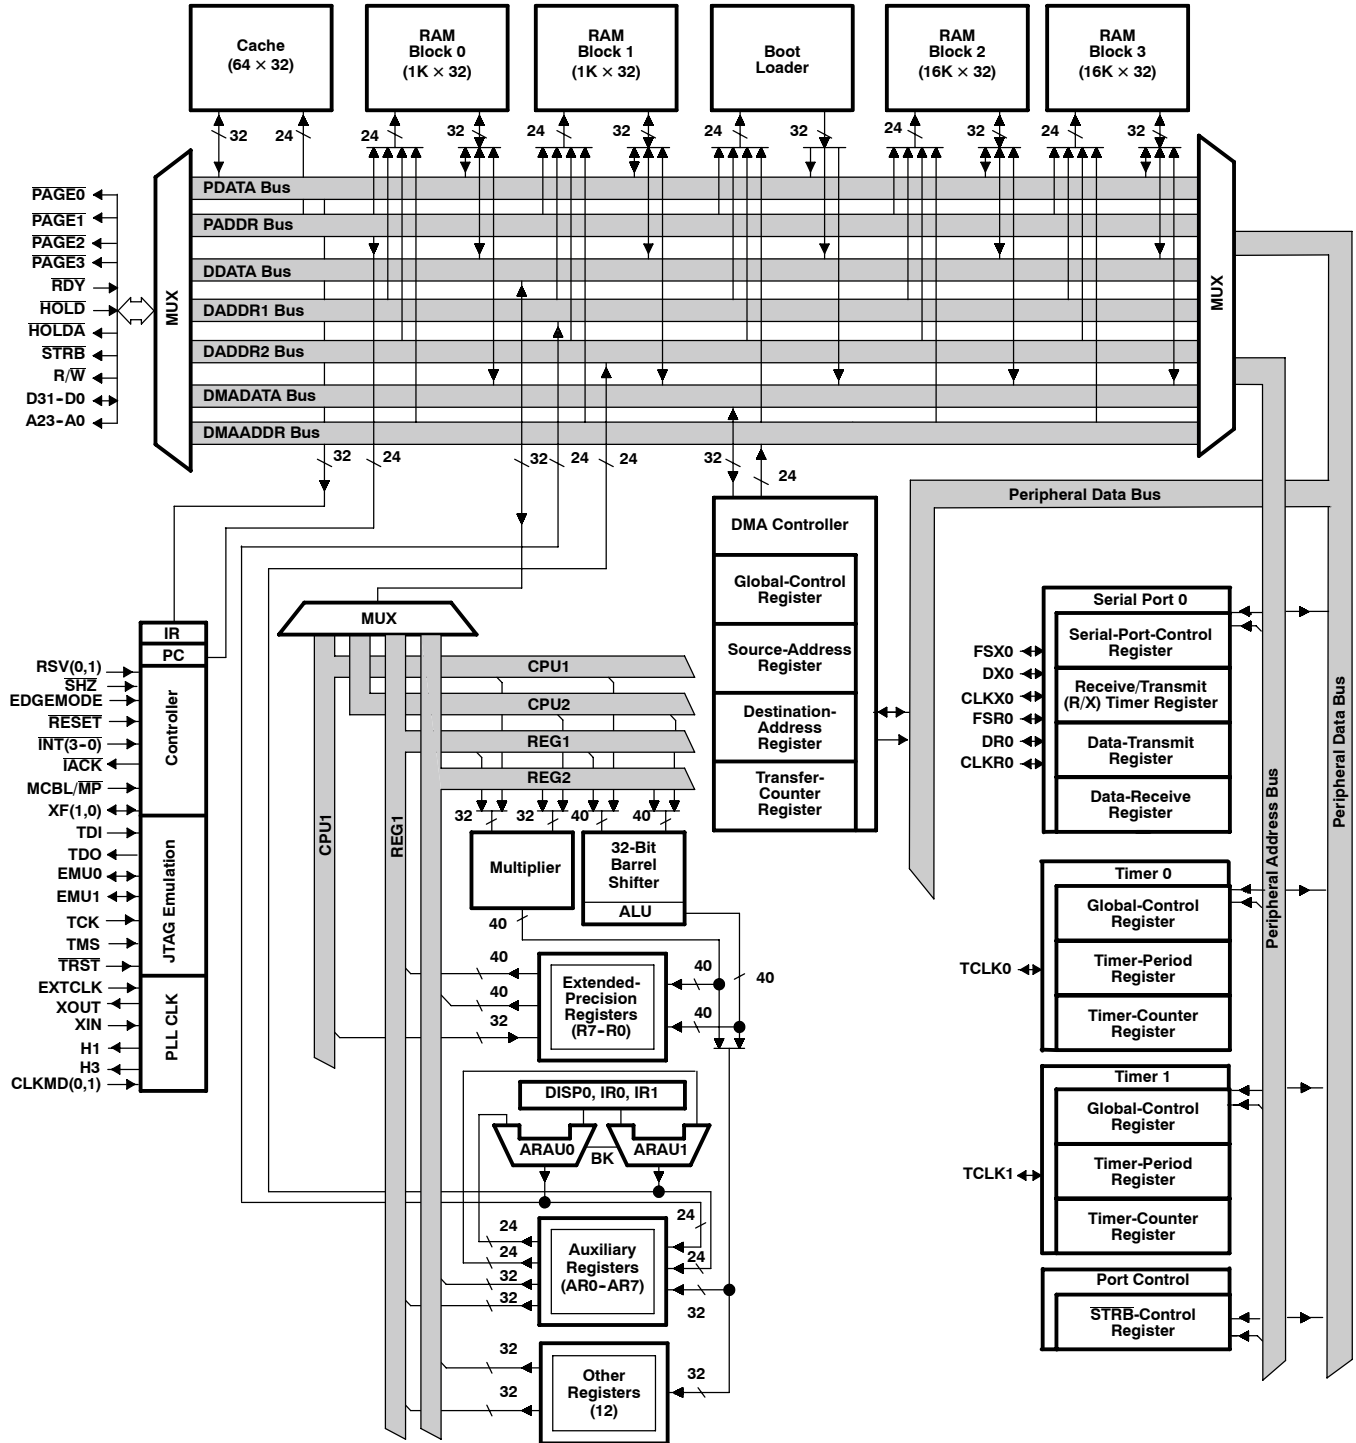 Cache
(64 × 32)
RAM
Block 0
(1K × 32)
RAM
Block 1
(1K × 32)
Boot
Loader
RAM
Block 2
(16K × 32)
RAM
Block 3
(16K × 32)
32
24
24
32
24
32
24
32
24
32
24
32
MUX
PDATA Bus
PADDR Bus
DDATA Bus
DADDR1 Bus
DADDR2 Bus
DMADATA Bus
DMAADDR Bus
MUX
PAGE0
PAGE1
PAGE2
PAGE3
RDY
HOLD
HOLDA
STRB
R/W
D31-D0
A23-A0
32
24
32
24
24
32
24
Peripheral Data Bus
DMA Controller
Global-Control
Register
Source-Address
Register
Destination-
Address
Register
Transfer-
Counter
Register
IR
PC
Controller
JTAG Emulation
PLL CLK
RSV(0,1)
SHZ
EDGEMODE
RESET
INT(3-0)
IACK
MCBL/MP
XF(1,0)
TDI
TDO
EMU0
EMU1
TCK
TMS
TRST
EXTCLK
XOUT
XIN
H1
H3
CLKMD(0,1)
MUX
CPU1
CPU2
REG1
REG2
CPU1
REG1
32
32
40
40
Multiplier
32-Bit
Barrel
Shifter
ALU
40
40
40
32
Extended-
Precision
Registers
(R7-R0)
40
40
40
DISP0, IR0, IR1
ARAU0
BK
ARAU1
24
24
32
32
Auxiliary
Registers
(AR0-AR7)
24
24
32
32
32
Other
Registers
(12)
32
Serial Port 0
Serial-Port-Control
Register
Receive/Transmit
(R/X) Timer Register
Data-Transmit
Register
Data-Receive
Register
FSX0
DX0
CLKX0
FSR0
DR0
CLKR0
Timer 0
Global-Control
Register
Timer-Period
Register
Timer-Counter
Register
TCLK0
Timer 1
Global-Control
Register
Timer-Period
Register
Timer-Counter
Register
TCLK1
Port Control
STRB-Control
Register
Peripheral Address Bus
Peripheral Data Bus